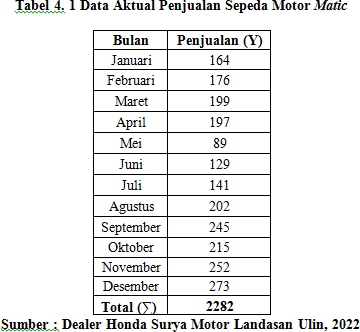 Tabel 4. 1 Data Aktual Penjualan Sepeda Motor Matic
Bulan Penjualan (Y)
Januari 164
Februari 176
Maret 199
April 197
Mei 89
Juni 129
Juli 141
Agustus 202
September 245
Oktober 215
November 252
Desember 273
Total (∑) 2282
Sumber : Dealer Honda Surya Motor Landasan Ulin, 2022